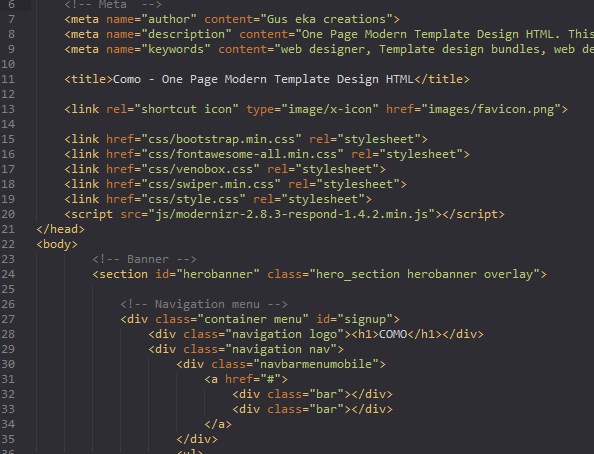 6 <!-- Meta  -->
7 <meta name="author" content="Gus eka creations">
8 <meta name="description" content="One Page Modern Template Design HTML. This
9 <meta name="keywords" content="web designer, Template design bundles, web de
10
11 <title>Como - One Page Modern Template Design HTML</title>
12
13 <link rel="shortcut icon" type="image/x-icon" href="images/favicon.png">
14
15 <link href="css/bootstrap.min.css" rel="stylesheet">
16 <link href="css/fontawesome-all.min.css" rel="stylesheet">
17 <link href="css/venobox.css" rel="stylesheet">
18 <link href="css/swiper.min.css" rel="stylesheet">
19 <link href="css/style.css" rel="stylesheet">
20 <script src="js/modernizr-2.8.3-respond-1.4.2.min.js"></script>
21 </head>
22 <body>
23 <!-- Banner -->
24 <section id="herobanner" class="hero_section herobanner overlay">
25
26 <!-- Navigation menu -->
27 <div class="container menu" id="signup">
28 <div class="navigation logo"><h1>COMO</h1></div>
29 <div class="navigation nav">
30 <div class="navbarmenumobile">
31 <a href="#">
32 <div class="bar"></div>
33 <div class="bar"></div>
34 </a>
35 </div>
36 <ul>